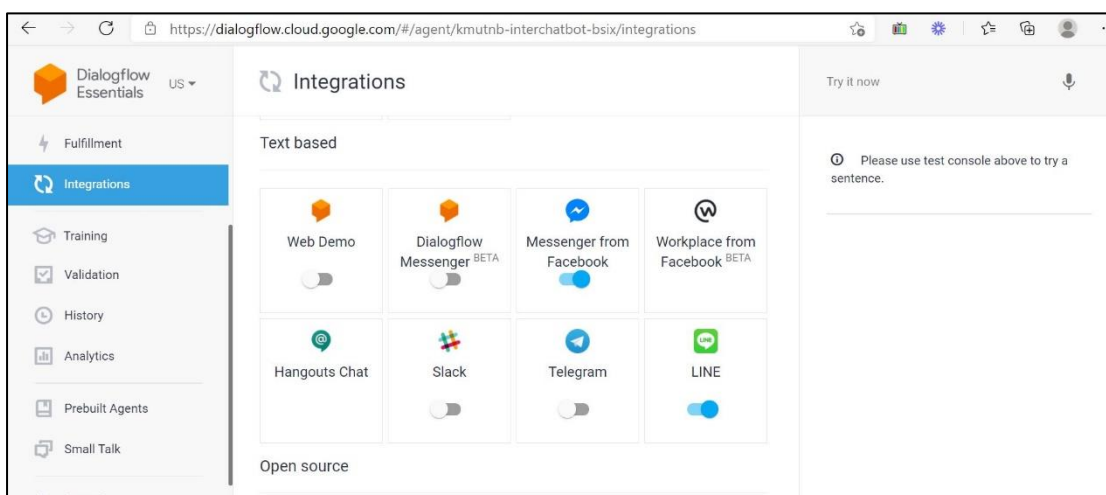 https://dialogflow.cloud.google.com/#/agent/kmutnb-interchatbot-bsix/integrations
Dialogflow
Essentials
US
Integrations
Try it now
Fulfillment
Integrations
Training
Validation
History
Analytics
Prebuilt Agents
Small Talk
Text based
Web Demo
Dialogflow
Messenger BETA
Messenger from
Facebook
Workplace from
Facebook BETA
Hangouts Chat
Slack
Telegram
LINE
LINE
Open source
Please use test console above to try a
sentence.